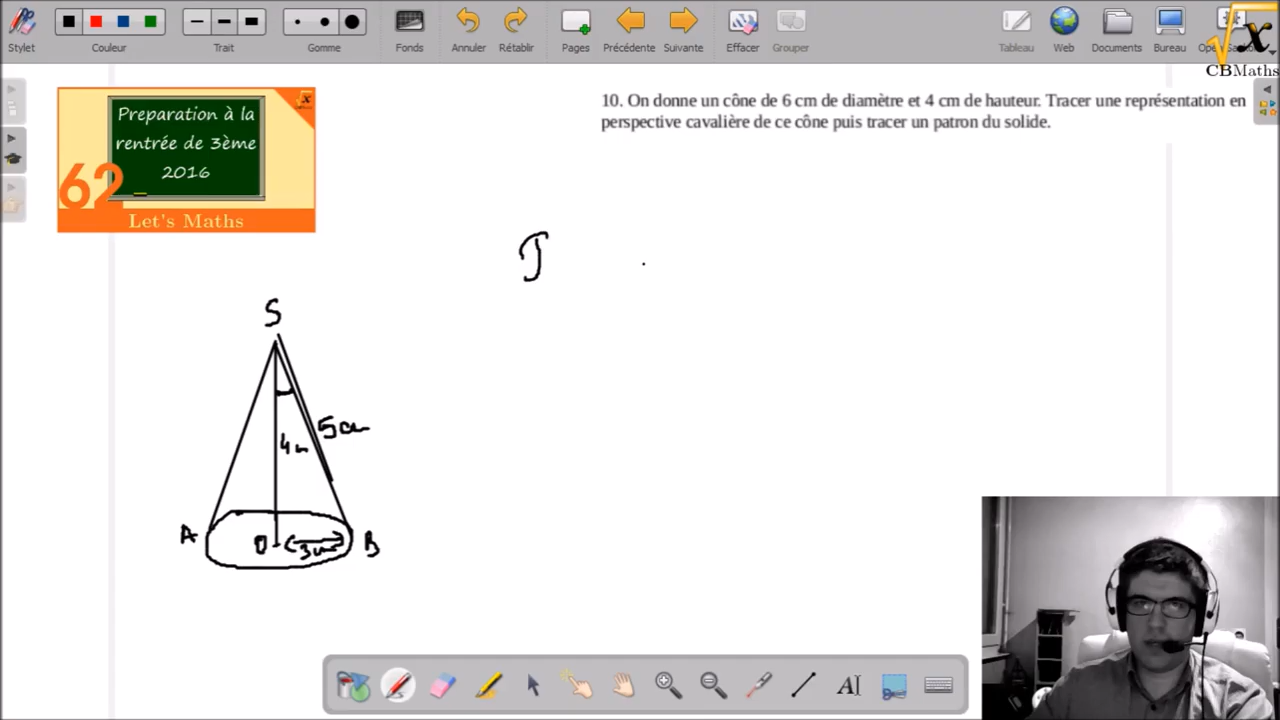 Stylet
Couleur
Trait
Gomme
Fonds
Annuler
Rétablir
Pages
Précédente
Suivante
Effacer
Grouper
Tableau
Web
Documents
Bureau
CBMaths
Preparation à la
rentrée de 3ème
2016
62
Let's Maths
10. On donne un cône de 6 cm de diamètre et 4 cm de hauteur. Tracer une représentation en
perspective cavalière de ce cône puis tracer un patron du solide.
S
5cm
A
O
3cm
B